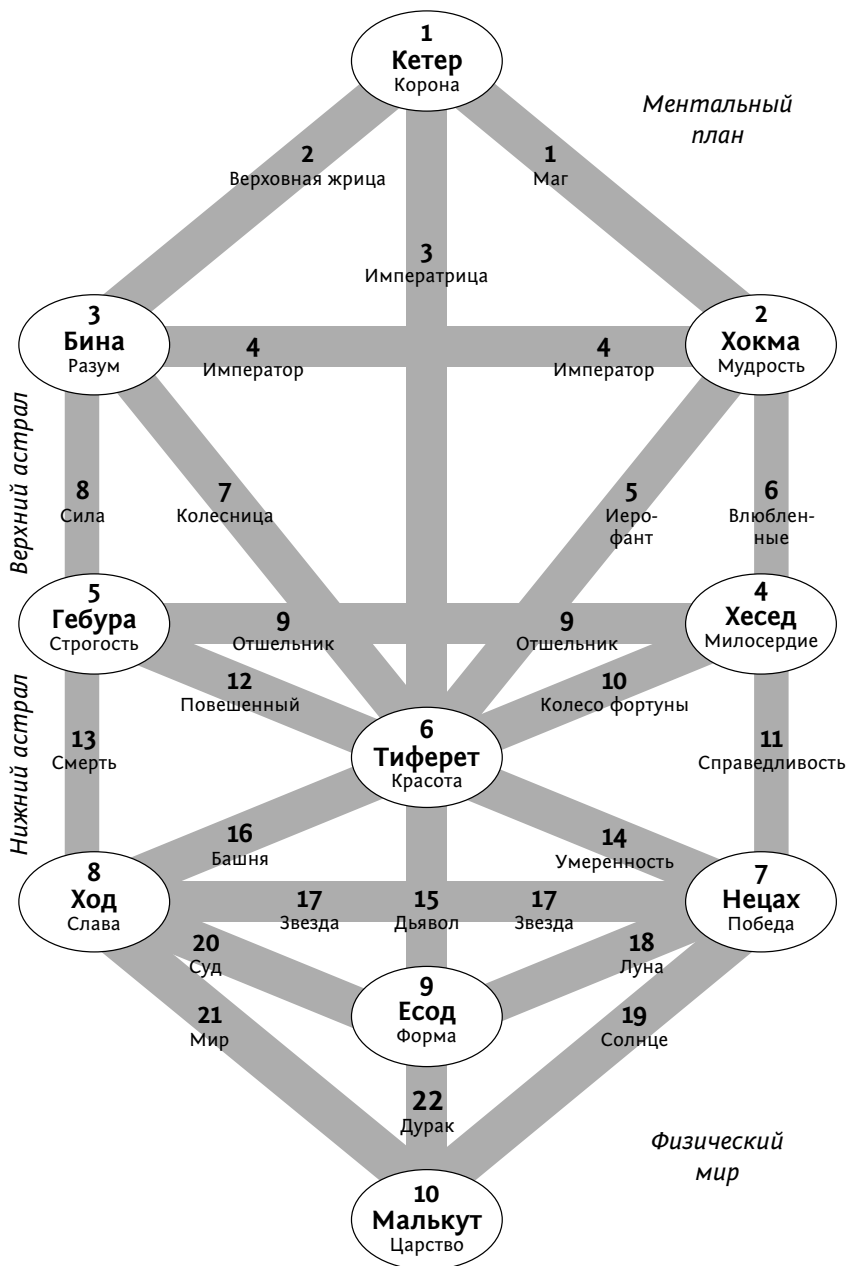 1
Кетер
Корона
Ментальный
план
2
Верховная жрица
1
Маг
3
Императрица
3
Бина
Разум
2
Хокма
Мудрость
4
Император
4
Император
Верхний астрал
8
Сила
7
Колесница
5
Иеро-
фант
6
Влюблен-
ные
5
Гебура
Строгость
4
Хесед
Милосердие
9
Отшельник
9
Отшельник
12
Повешенный
10
Колесо фортуны
Нижний астрал
13
Смерть
6
Тиферет
Красота
11
Справедливость
16
Башня
14
Умеренность
8
Ход
Слава
7
Нецах
Победа
17
Звезда
15
Дьявол
17
Звезда
20
Суд
18
Луна
9
Есод
Форма
21
Мир
19
Солнце
22
Дурак
Физический
мир
10
Малькут
Царство